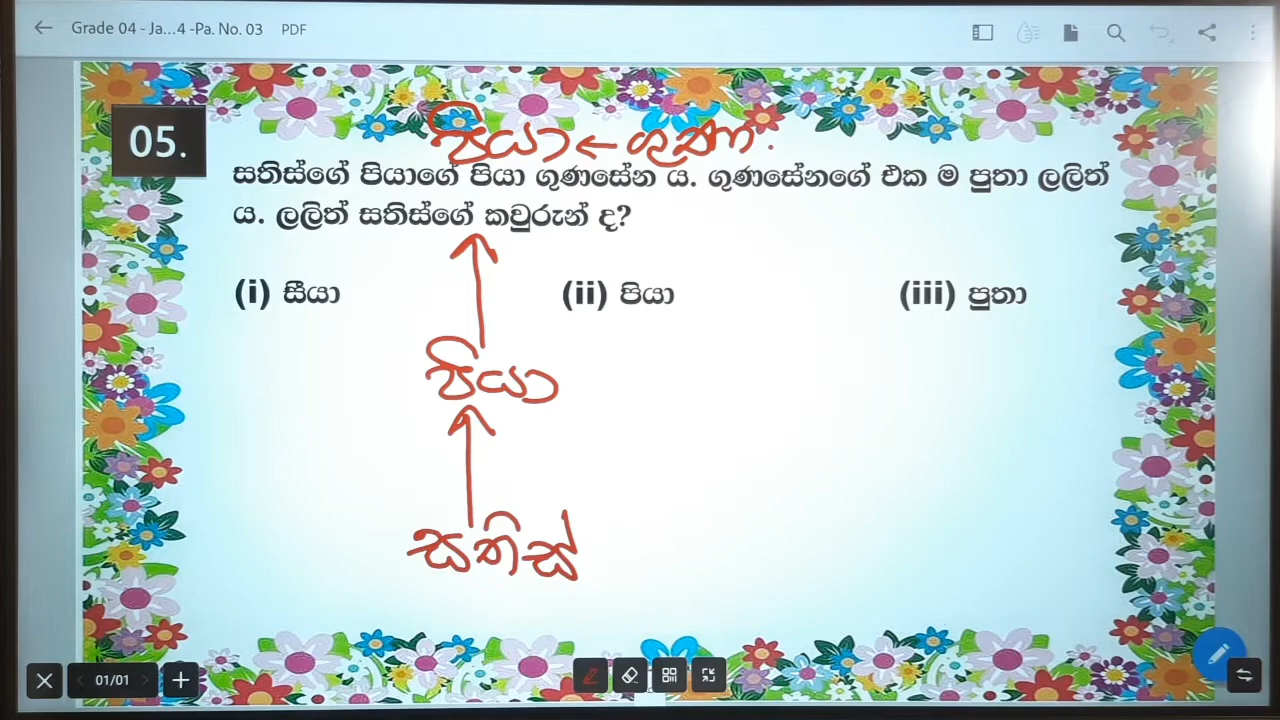 Grade 04 - Ja...4 -Pa. No. 03 PDF
05.
පියා ← ගුණා.
සතිස්ගේ පියාගේ පියා ගුණසේන ය. ගුණසේනගේ එක ම පුතා ලලිත්
ය. ලලිත් සතිස්ගේ කවුරුන් ද?
(i) සීයා (ii) පියා (iii) පුතා
පියා
සතිස්
01/01